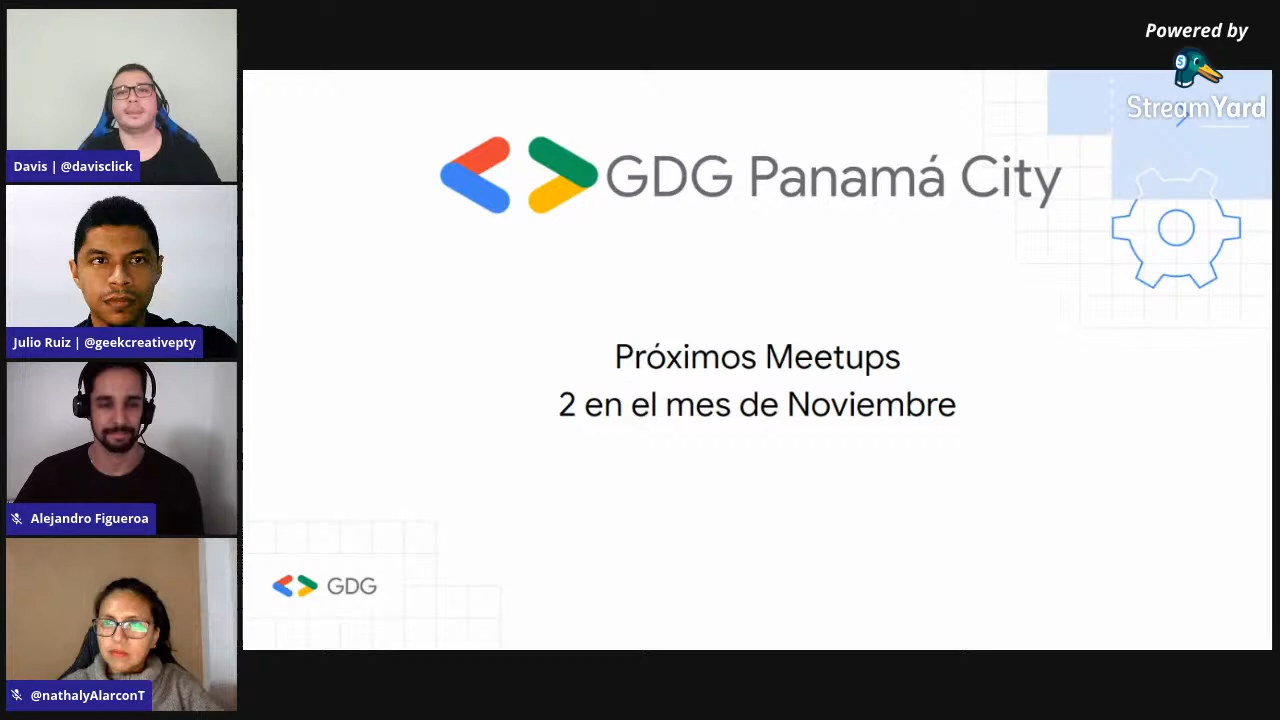 Powered by
StreamYard
Davis | @davisclick
Julio Ruiz | @geekcreativepty
Alejandro Figueroa
@nathalyAlarconT
GDG Panamá City
Próximos Meetups
2 en el mes de Noviembre
GDG